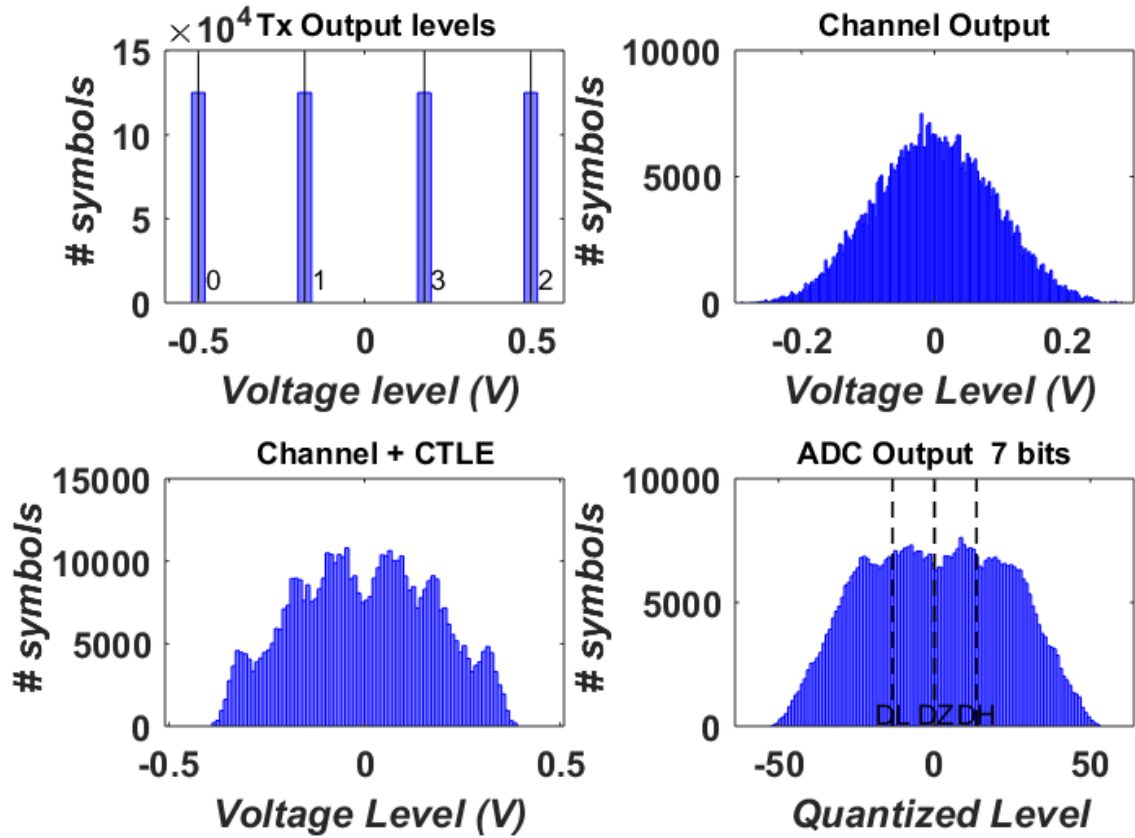 ×10⁴ Tx Output levels
15
10
5
0
# symbols
0
1
3
2
-0.5
0
0.5
Voltage level (V)
Channel Output
10000
5000
0
# symbols
-0.2
0
0.2
Voltage Level (V)
Channel + CTLE
15000
10000
5000
0
# symbols
-0.5
0
0.5
Voltage Level (V)
ADC Output 7 bits
10000
5000
0
# symbols
DL DZ DH
-50
0
50
Quantized Level